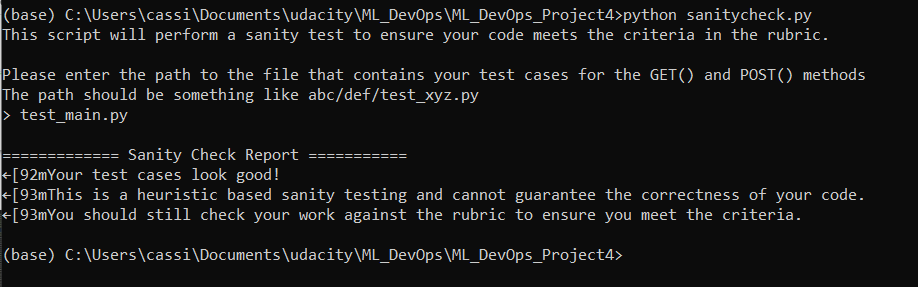 (base) C:\Users\cassi\Documents\udacity\ML_DevOps\ML_DevOps_Project4>python sanitycheck.py
This script will perform a sanity test to ensure your code meets the criteria in the rubric.
Please enter the path to the file that contains your test cases for the GET() and POST() methods
The path should be something like abc/def/test_xyz.py
> test_main.py
============= Sanity Check Report ===========
←[92mYour test cases look good!
←[93mThis is a heuristic based sanity testing and cannot guarantee the correctness of your code.
←[93mYou should still check your work against the rubric to ensure you meet the criteria.
(base) C:\Users\cassi\Documents\udacity\ML_DevOps\ML_DevOps_Project4>